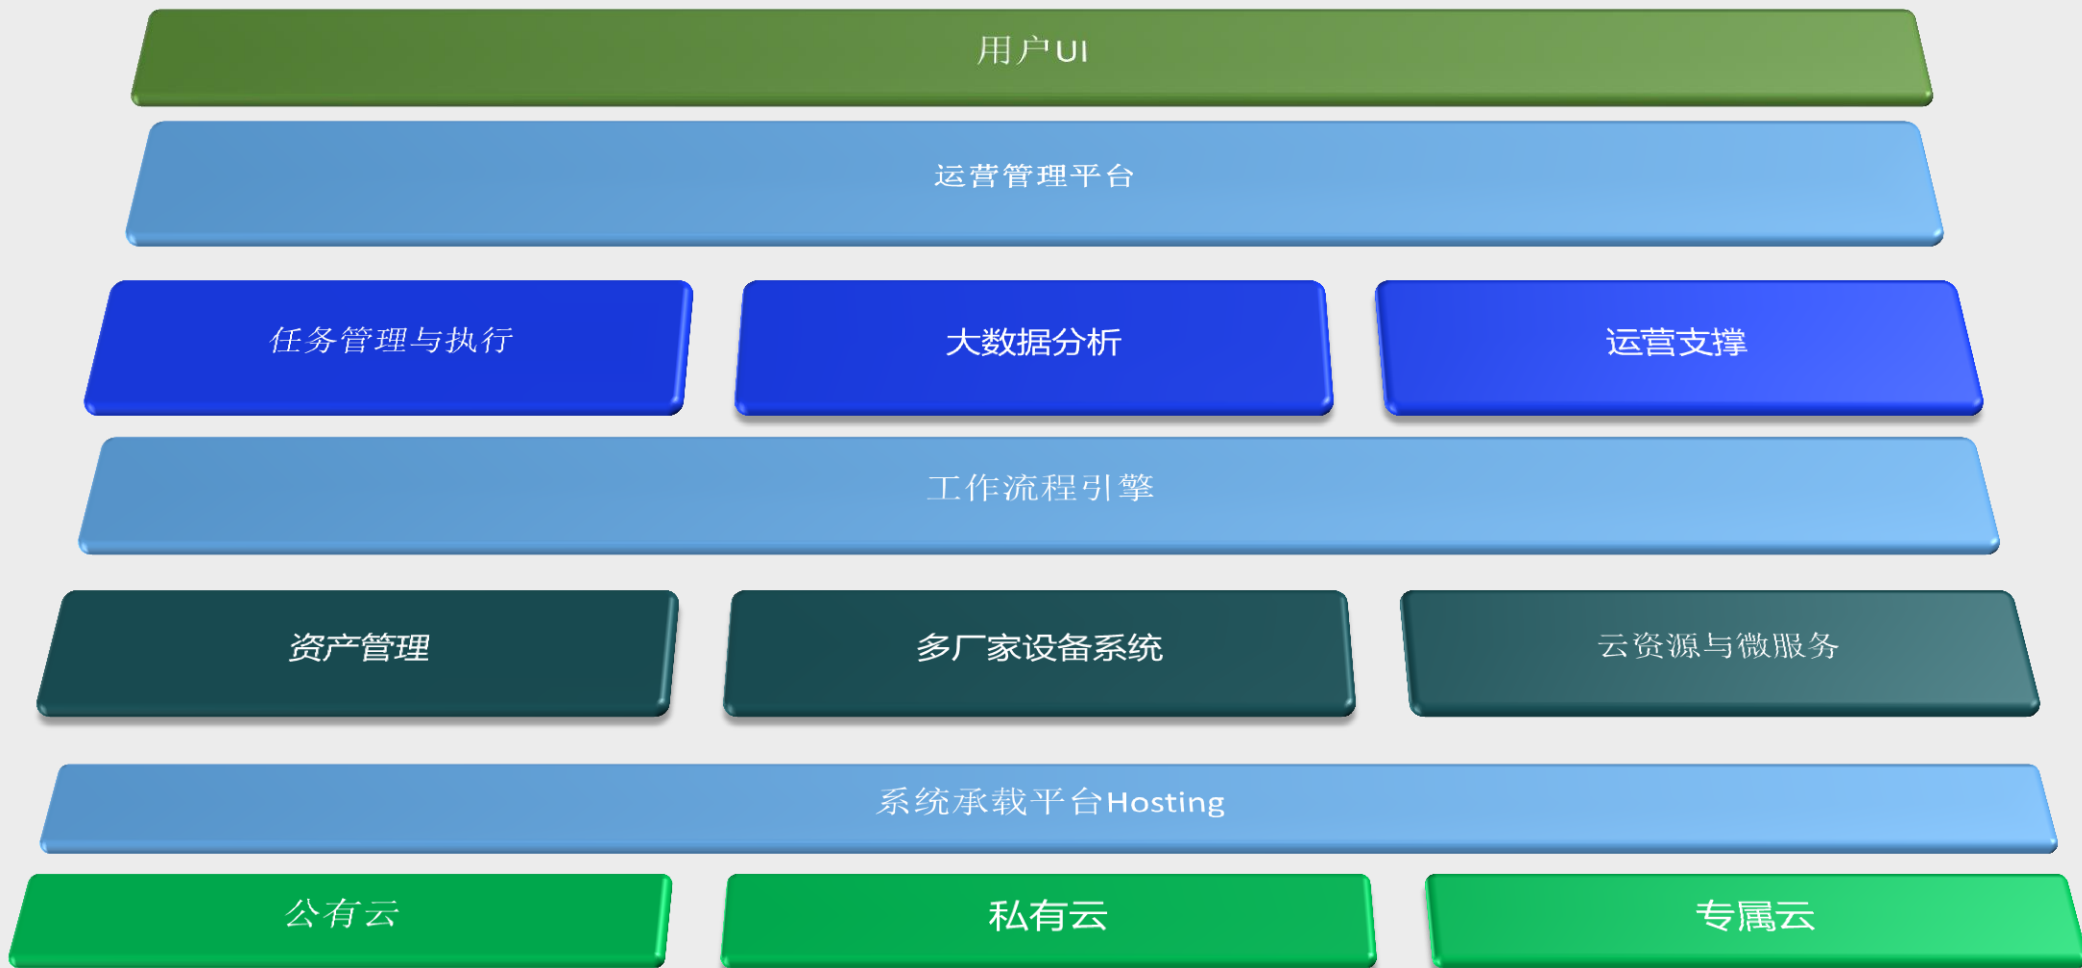 用户UI
运营管理平台
任务管理与执行
大数据分析
运营支撑
工作流程引擎
资产管理
多厂家设备系统
云资源与微服务
系统承载平台Hosting
公有云
私有云
专属云